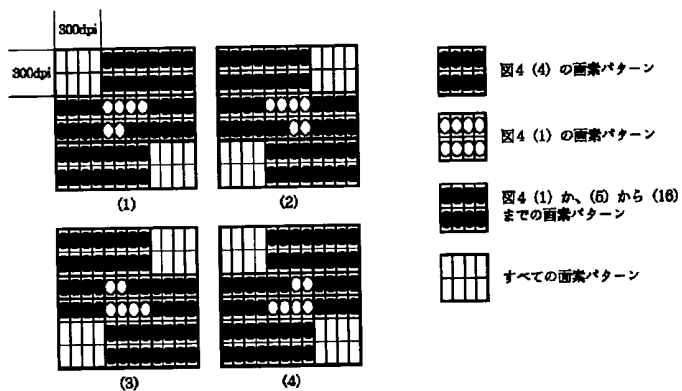 300dpi
300dpi
(1)
(2)
(3)
(4)
図4 (4) の画素パターン
図4 (1) の画素パターン
図4 (1) か、(5) から (16)
までの画素パターン
すべての画素パターン